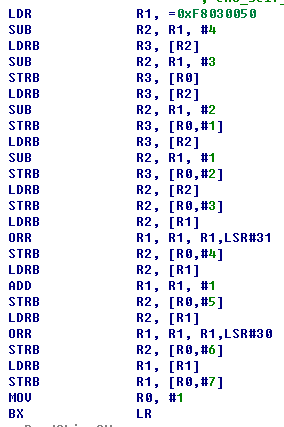 LDR R1, =0xF8030050
SUB R2, R1, #4
LDRB R3, [R2]
SUB R2, R1, #3
STRB R3, [R0]
LDRB R3, [R2]
SUB R2, R1, #2
STRB R3, [R0,#1]
LDRB R3, [R2]
SUB R2, R1, #1
STRB R3, [R0,#2]
LDRB R2, [R2]
STRB R2, [R0,#3]
LDRB R2, [R1]
ORR R1, R1, R1,LSR#31
STRB R2, [R0,#4]
LDRB R2, [R1]
ADD R1, R1, #1
STRB R2, [R0,#5]
LDRB R2, [R1]
ORR R1, R1, R1,LSR#30
STRB R2, [R0,#6]
LDRB R1, [R1]
STRB R1, [R0,#7]
MOV R0, #1
BX LR